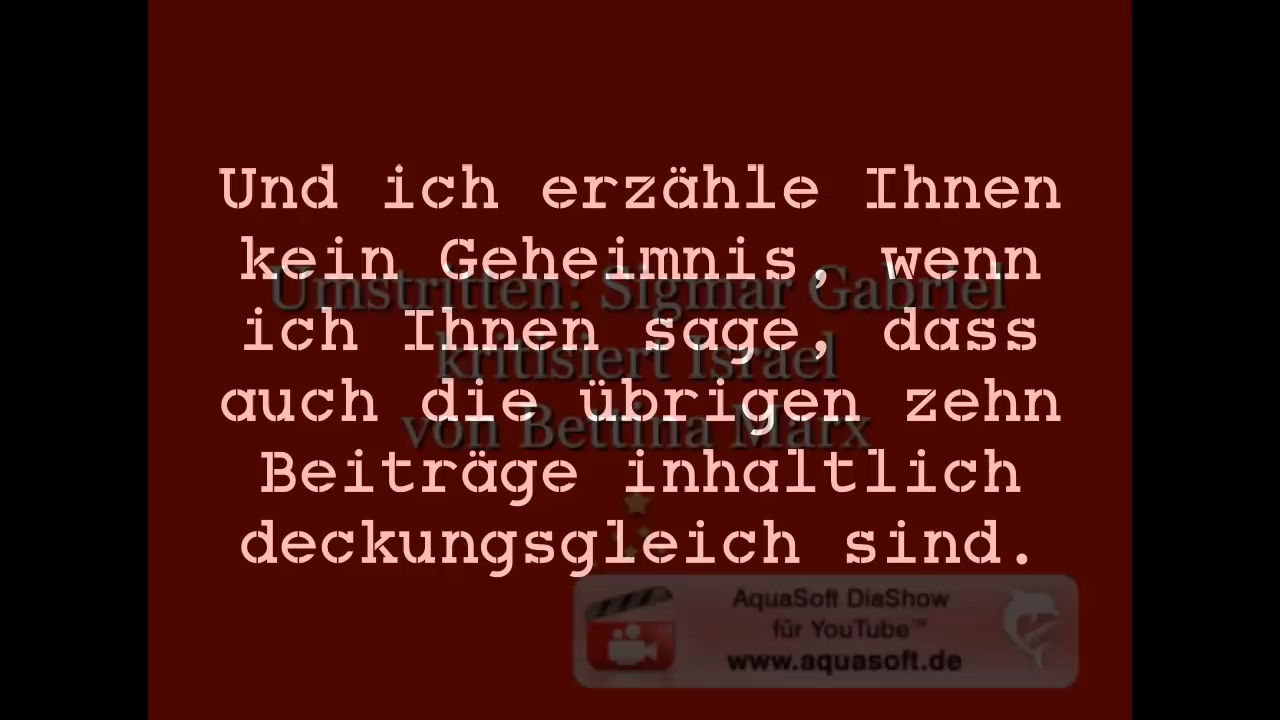 Und ich erzähle Ihnen
kein Geheimnis, wenn
ich Ihnen sage, dass
auch die übrigen zehn
Beiträge inhaltlich
deckungsgleich sind.
Umstritten: Sigmar Gabriel
kritisiert Israel
von Bettina Marx
AquaSoft DiaShow
für YouTube™
www.aquasoft.de